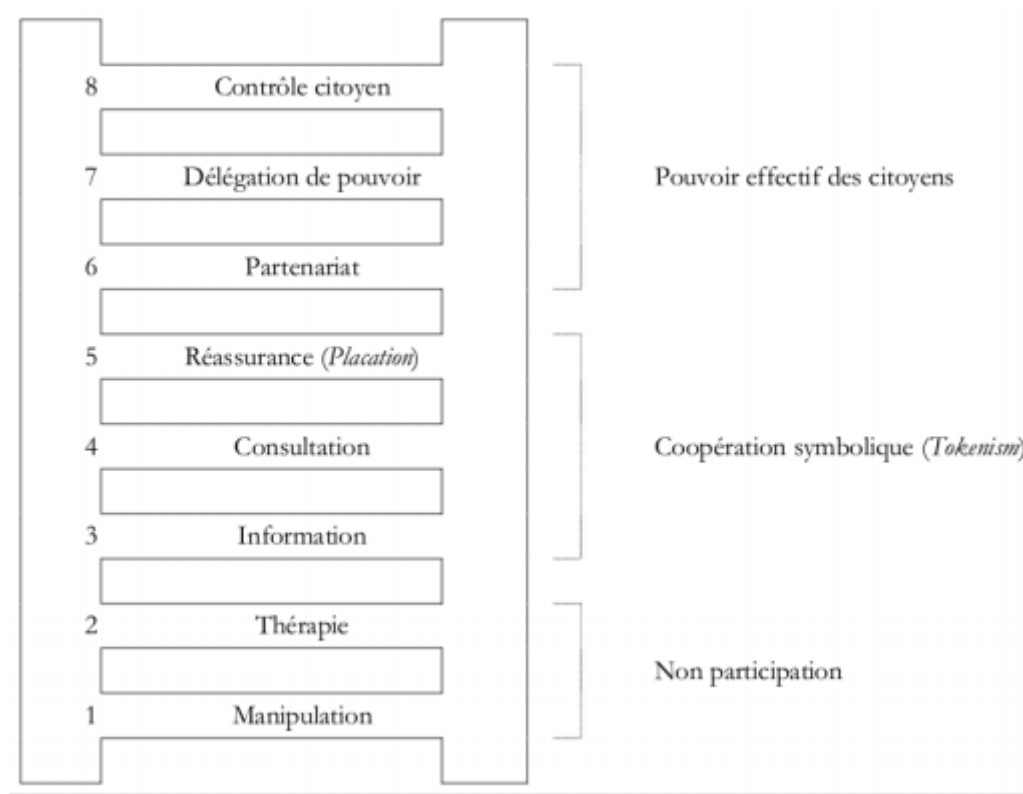 8 Contrôle citoyen
7 Délégation de pouvoir
Pouvoir effectif des citoyens
6 Partenariat
5 Réassurance (Placation)
4 Consultation
Coopération symbolique (Tokenism)
3 Information
2 Thérapie
Non participation
1 Manipulation